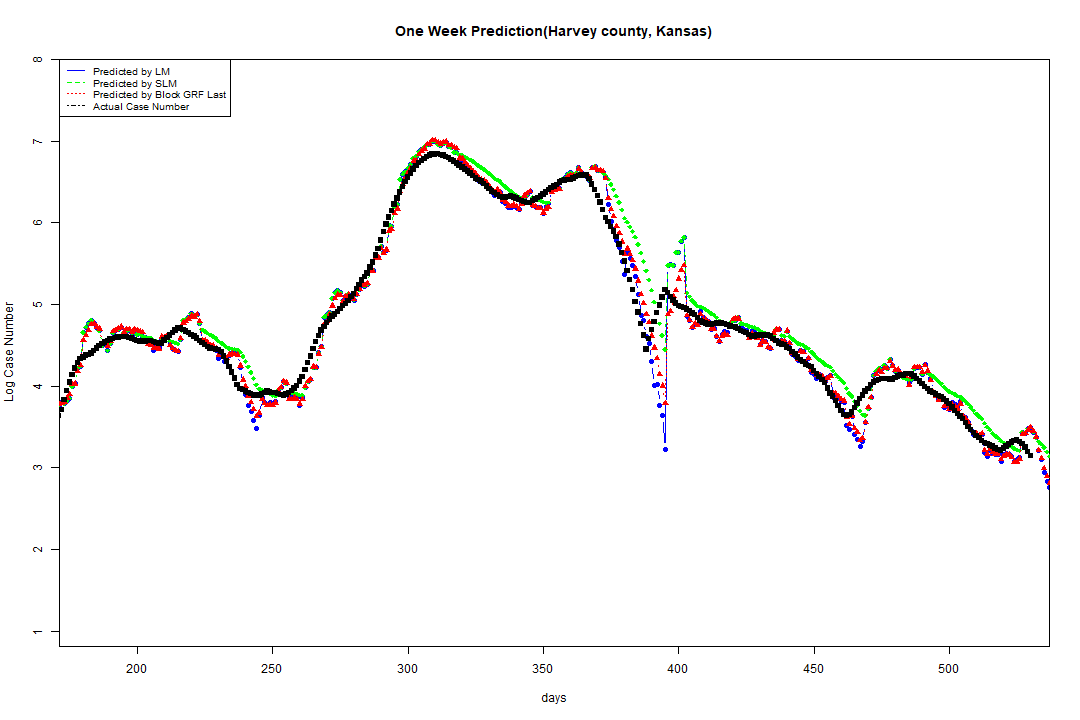 One Week Prediction(Harvey county, Kansas)
Predicted by LM
Predicted by SLM
Predicted by Block GRF Last
Actual Case Number
8
7
6
5
4
3
2
1
Log Case Number
200 250 300 350 400 450 500
days